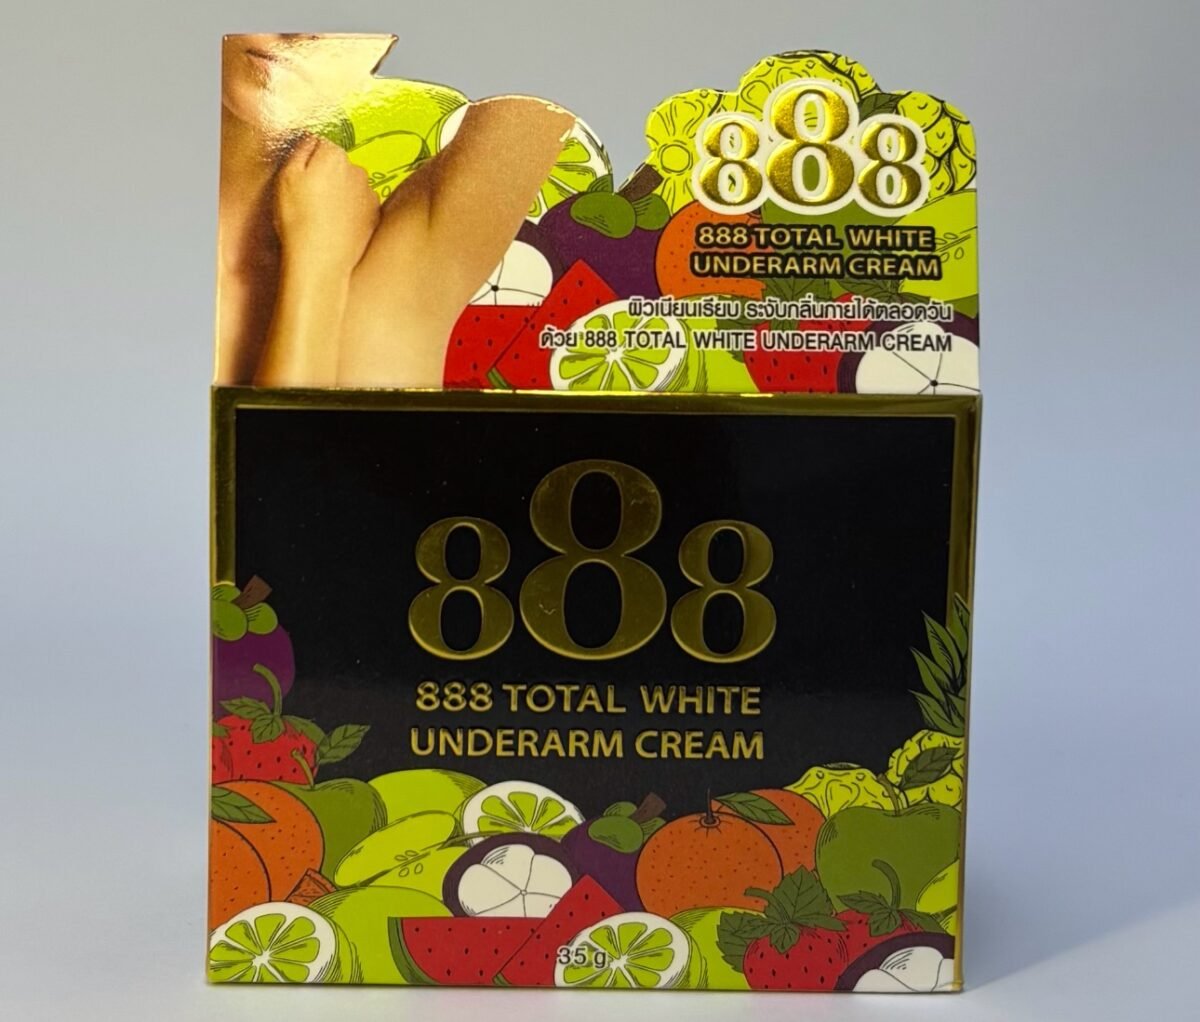 888
888 TOTAL WHITE
UNDERARM CREAM
ผิวเนียนเรียบ ระงับกลิ่นกายได้ตลอดวัน
ด้วย 888 TOTAL WHITE UNDERARM CREAM
888
888 TOTAL WHITE
UNDERARM CREAM
35 g